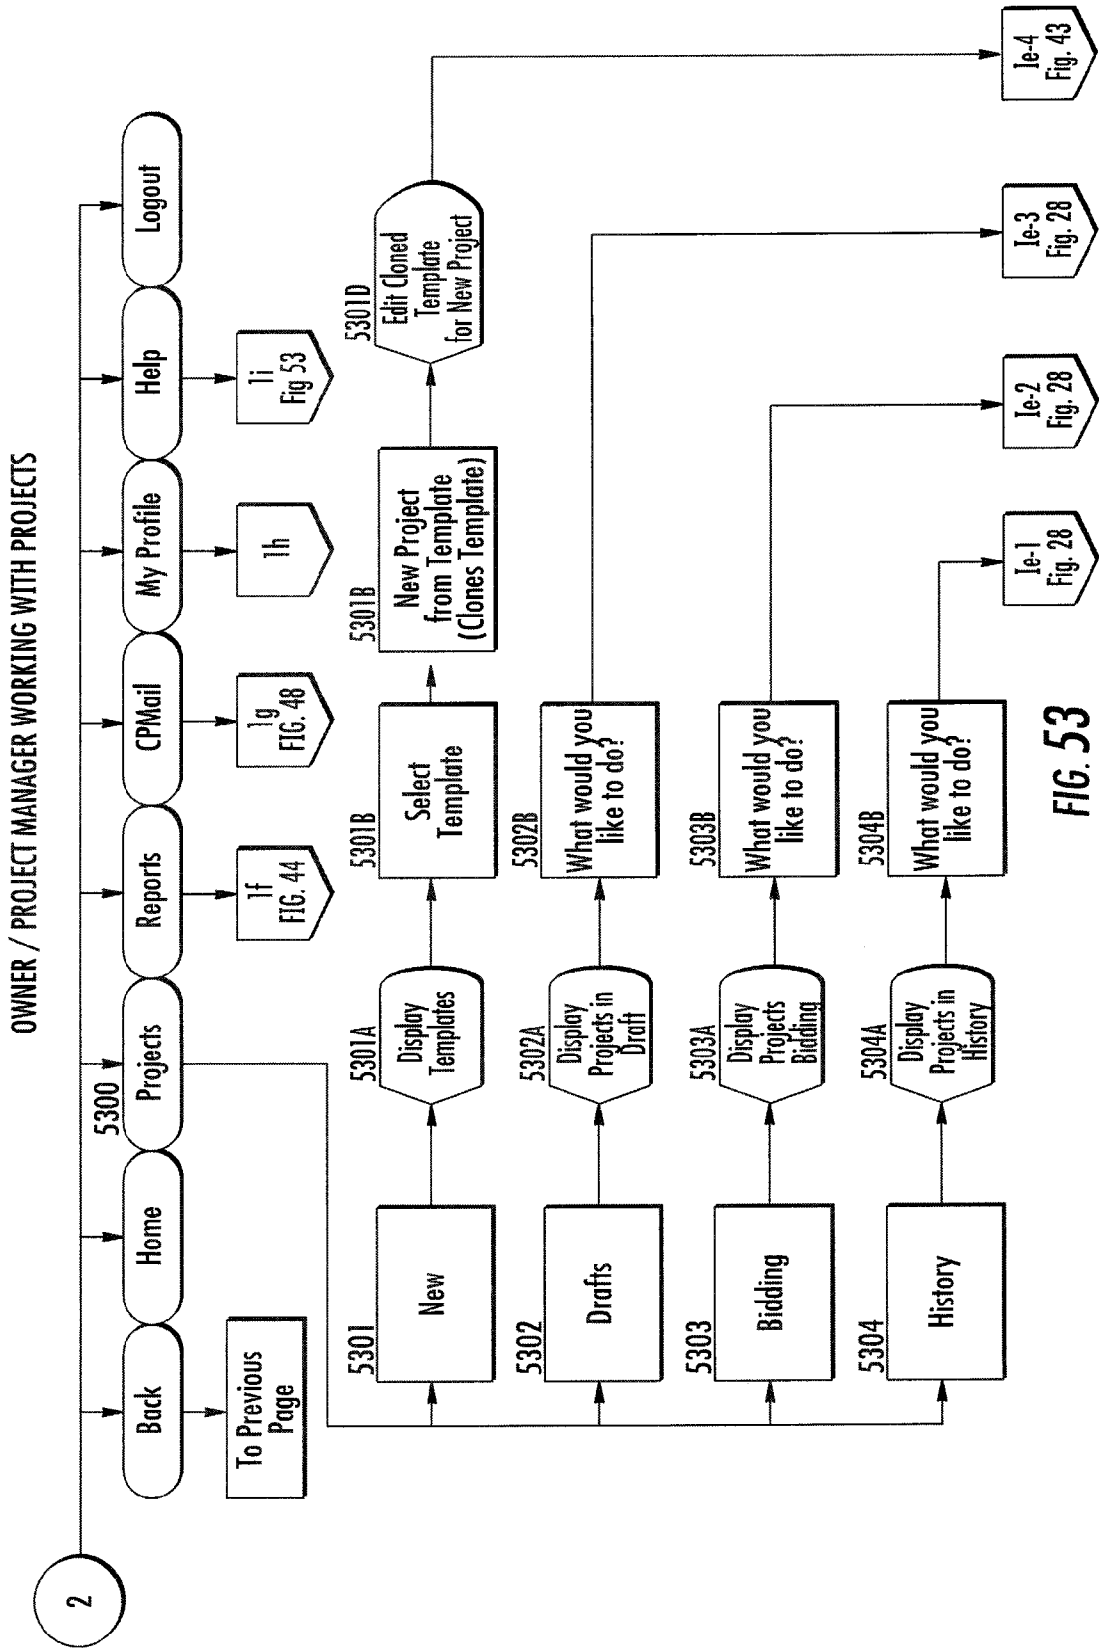 OWNER / PROJECT MANAGER WORKING WITH PROJECTS
2
Back
Home
5300
Projects
Reports
CPMail
My Profile
Help
Logout
To Previous
Page
1f
FIG. 44
1g
FIG. 48
1h
1i
Fig 53
5301
New
5301A
Display
Templates
5301B
Select
Template
5301B
New Project
from Template
(Clones Template)
5301D
Edit Cloned
Template
for New Project
5302
Drafts
5302A
Display
Projects in
Draft
5302B
What would you
like to do?
5303
Bidding
5303A
Display
Projects
Bidding
5303B
What would you
like to do?
5304
History
5304A
Display
Projects in
History
5304B
What would you
like to do?
Ie-1
Fig. 28
Ie-2
Fig. 28
Ie-3
Fig. 28
Ie-4
Fig. 43
FIG. 53